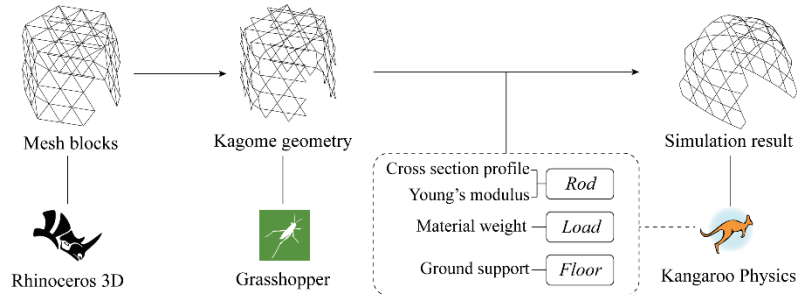 Mesh blocks
Kagome geometry
Simulation result
Cross section profile
Young's modulus
Rod
Material weight
Load
Ground support
Floor
Rhinoceros 3D
Grasshopper
Kangaroo Physics